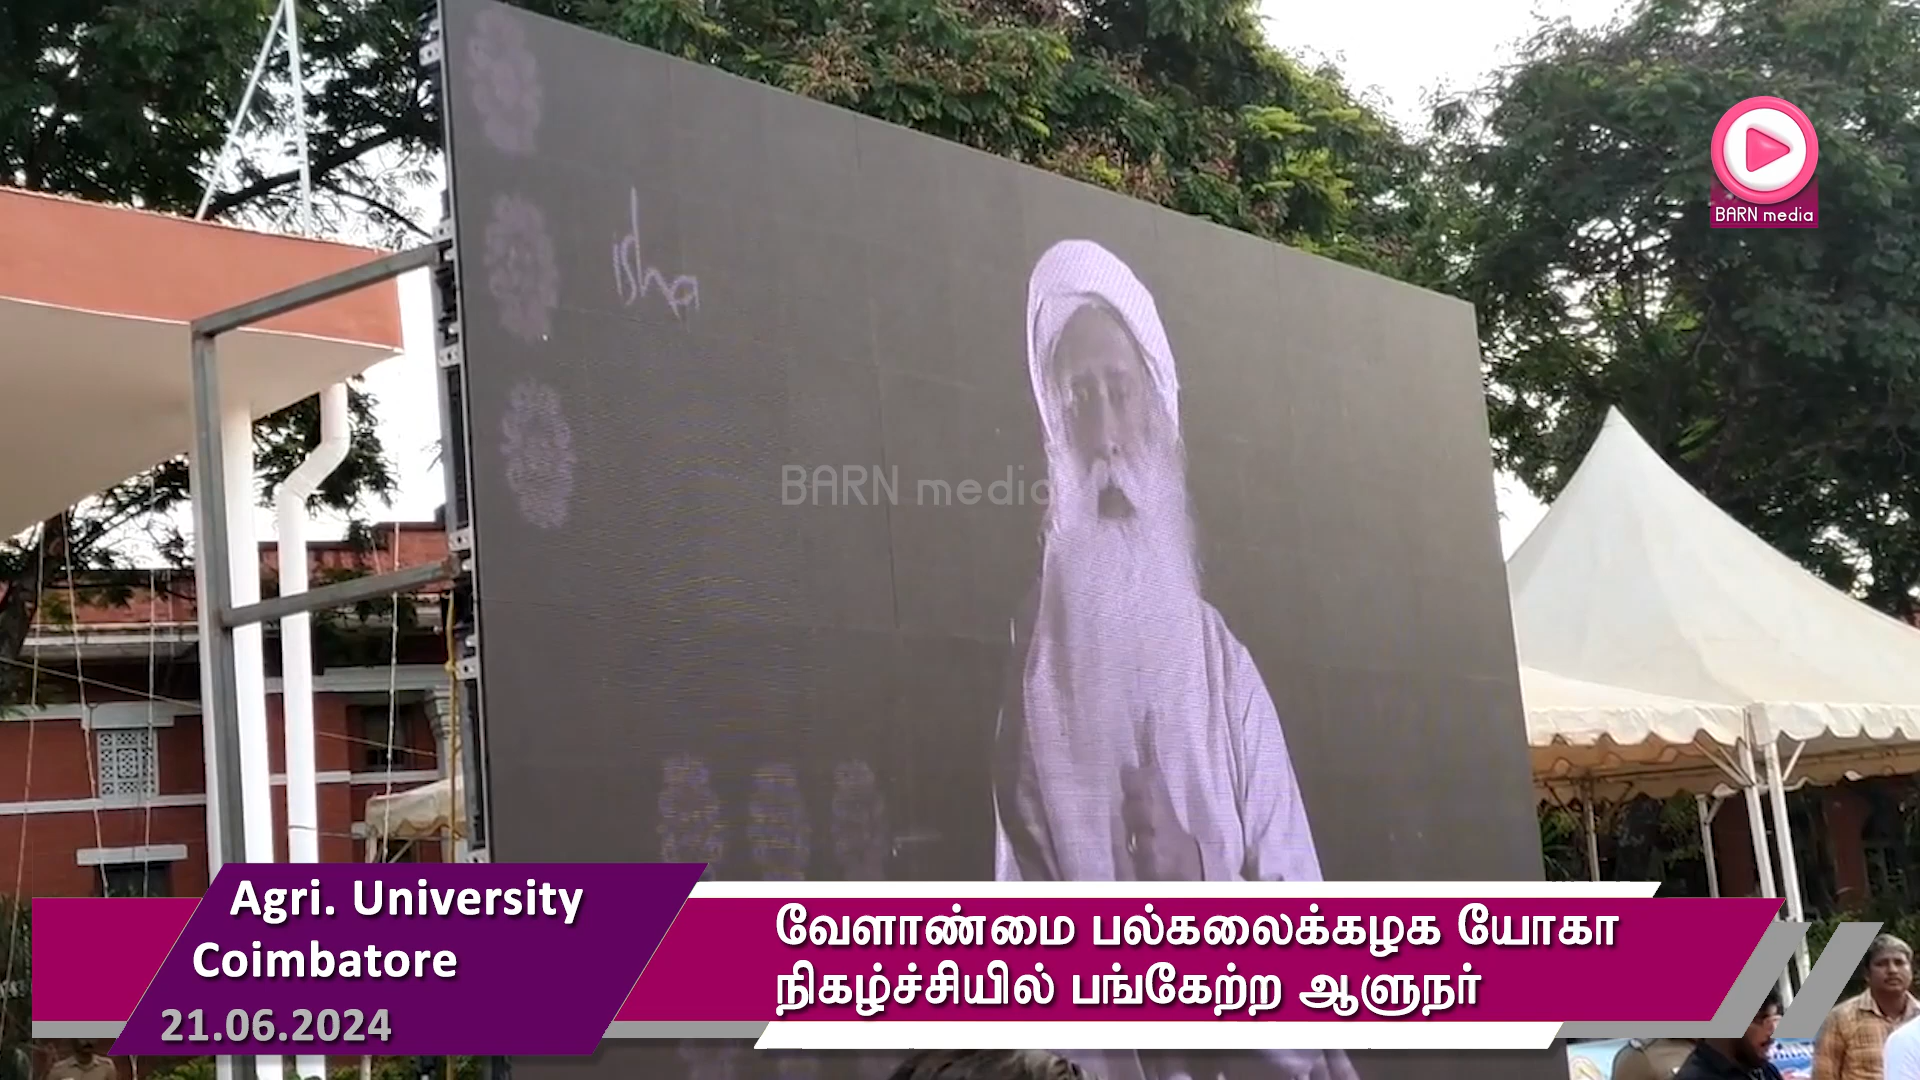 BARN media
isha
BARN media
Agri. University
Coimbatore
21.06.2024
வேளாண்மை பல்கலைக்கழக யோகா
நிகழ்ச்சியில் பங்கேற்ற ஆளுநர்